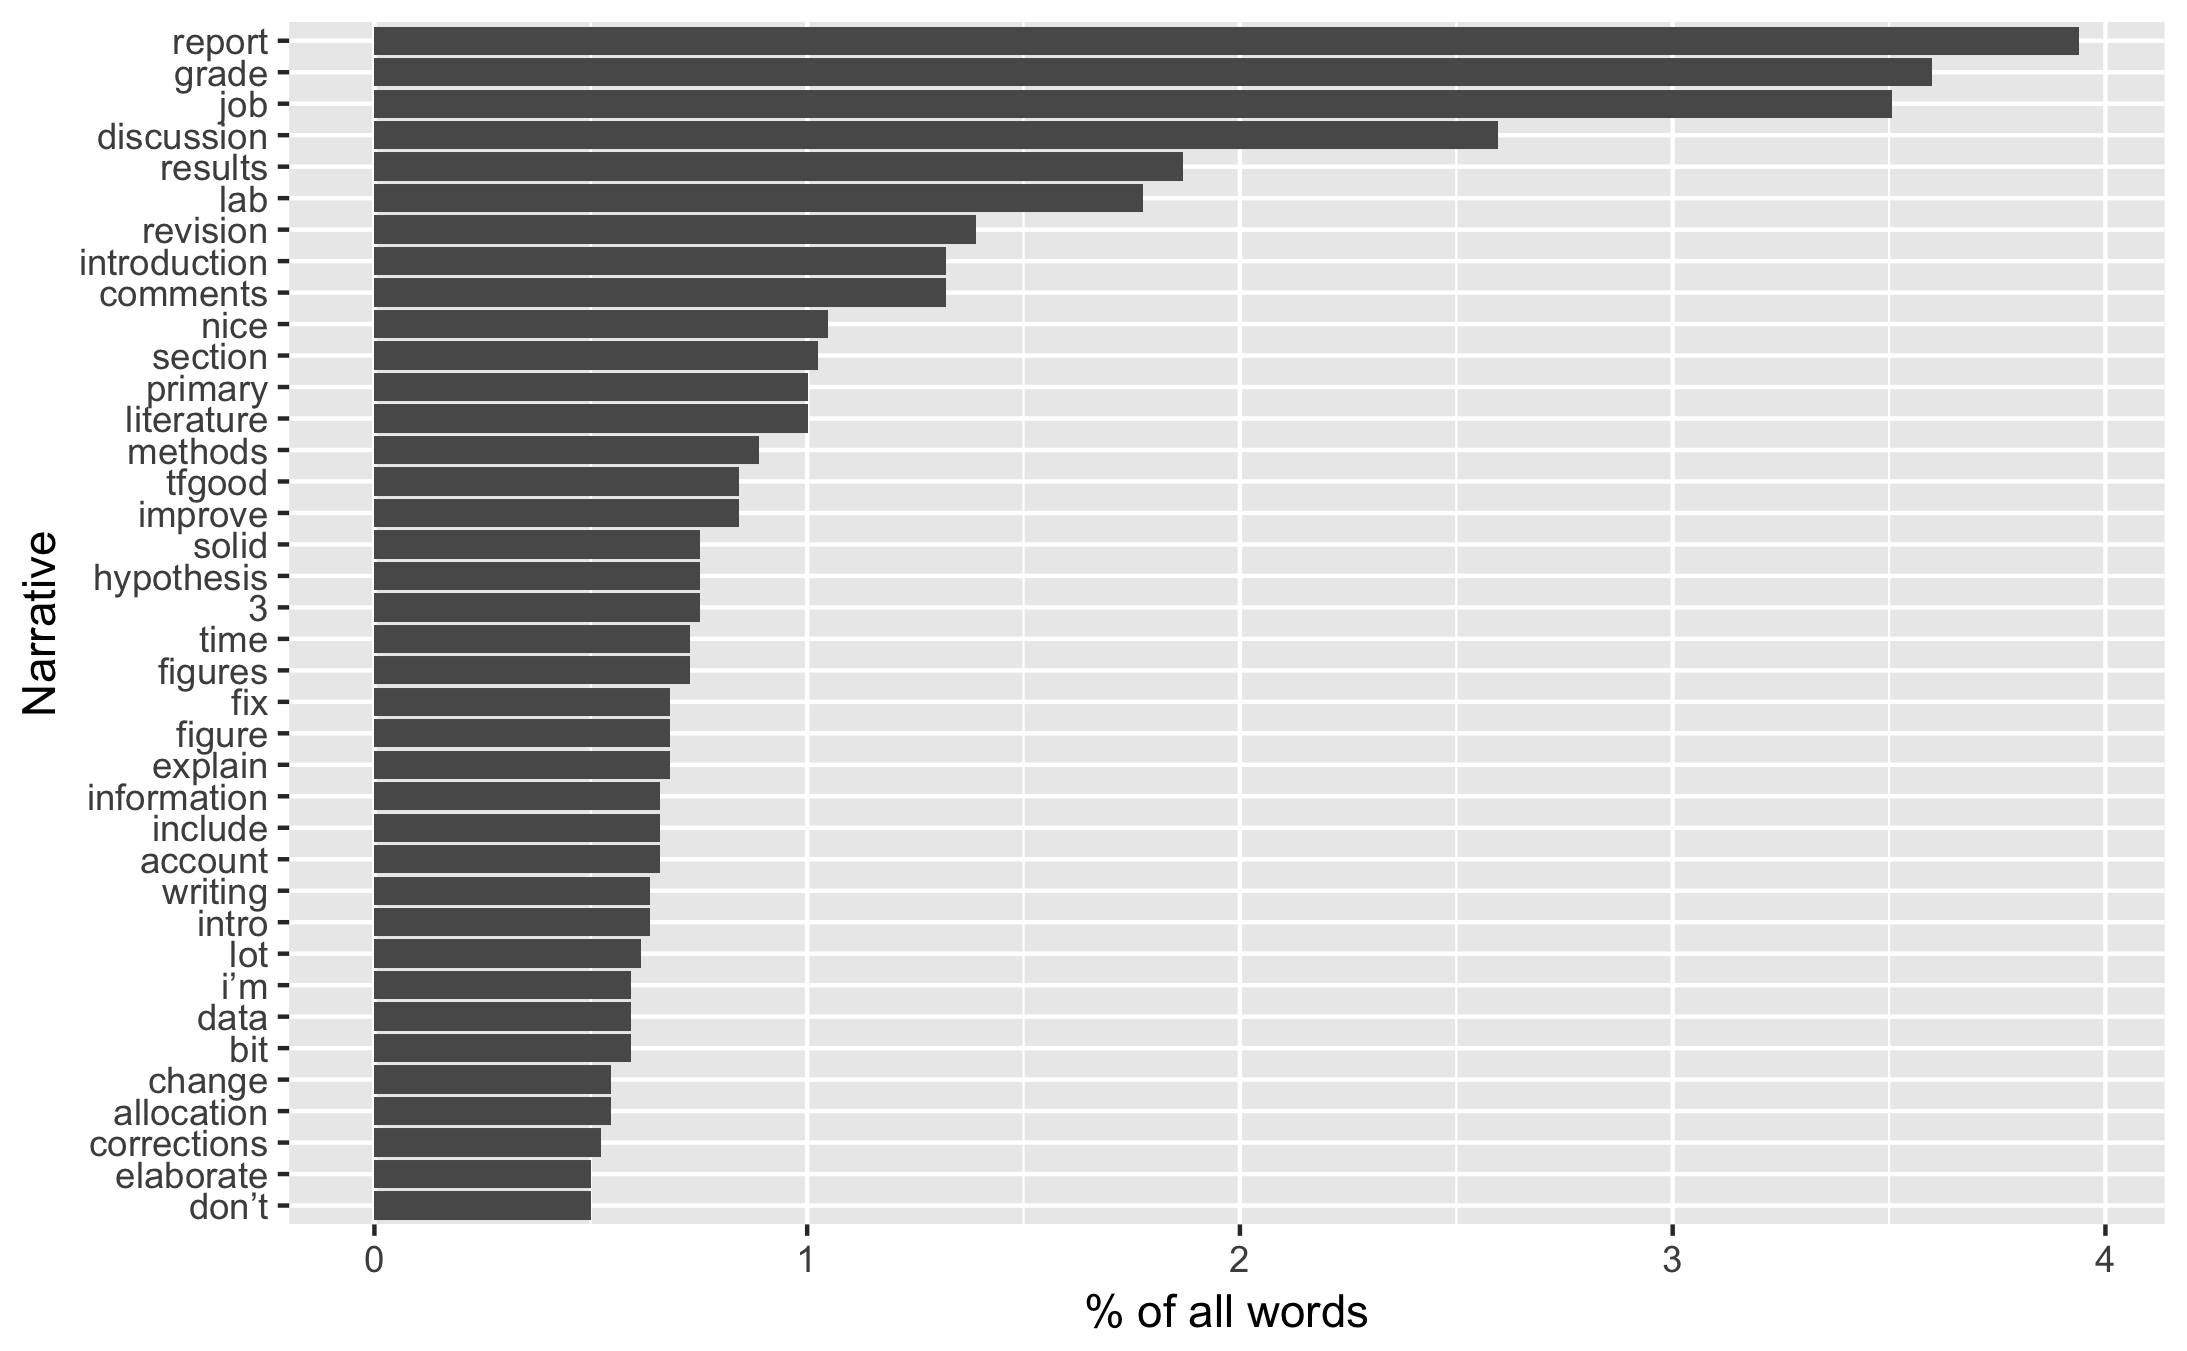 report
grade
job
discussion
results
lab
revision
introduction
comments
nice
section
primary
literature
methods
tfgood
improve
solid
hypothesis
3
time
figures
fix
figure
explain
information
include
account
writing
intro
lot
i’m
data
bit
change
allocation
corrections
elaborate
don’t
Narrative
0 1 2 3 4
% of all words